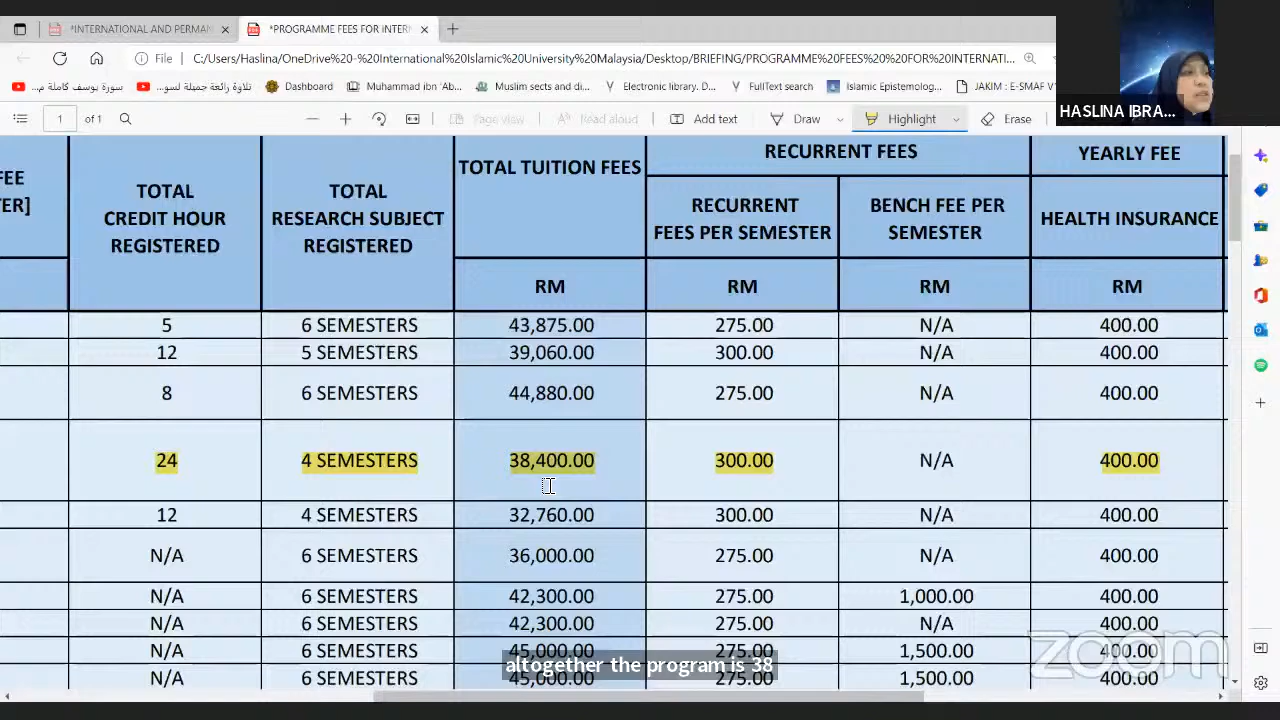 *INTERNATIONAL AND PERMAN
*PROGRAMME FEES FOR INTERN
File C:/Users/Haslina/OneDrive%20-%20International%20Islamic%20University%20Malaysia/Desktop/BRIEFING/PROGRAMME%20FEES%20%20FOR%20INTERNATI...
سورة يوسف كاملة م... تلاوة رائعة جميلة لسو... Dashboard Muhammad ibn 'Ab... Muslim sects and di... Electronic library. D... FullText search Islamic Epistemolog... JAKIM : E-SMAF V1
HASLINA IBRA...
1 of 1 Page view Read aloud Add text Draw Highlight Erase
FEE
TER]
TOTAL
CREDIT HOUR
REGISTERED
TOTAL
RESEARCH SUBJECT
REGISTERED
TOTAL TUITION FEES
RM
RECURRENT FEES
RECURRENT
FEES PER SEMESTER
RM
BENCH FEE PER
SEMESTER
RM
YEARLY FEE
HEALTH INSURANCE
RM
5 6 SEMESTERS 43,875.00 275.00 N/A 400.00
12 5 SEMESTERS 39,060.00 300.00 N/A 400.00
8 6 SEMESTERS 44,880.00 275.00 N/A 400.00
24 4 SEMESTERS 38,400.00 300.00 N/A 400.00
12 4 SEMESTERS 32,760.00 300.00 N/A 400.00
N/A 6 SEMESTERS 36,000.00 275.00 N/A 400.00
N/A 6 SEMESTERS 42,300.00 275.00 1,000.00 400.00
N/A 6 SEMESTERS 42,300.00 275.00 N/A 400.00
N/A 6 SEMESTERS 45,000.00 275.00 1,500.00 400.00
N/A 6 SEMESTERS 45,000.00 275.00 1,500.00 400.00
altogether the program is 38
zoom